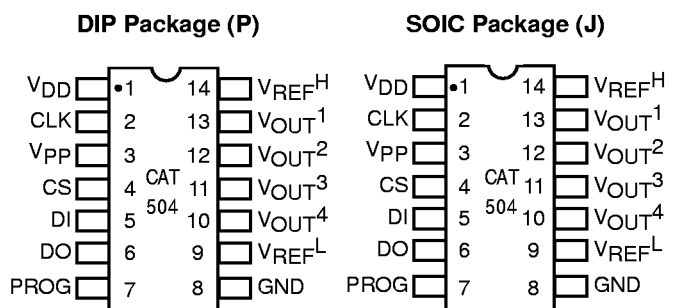 DIP Package (P)
VDD 1 14 VREFH
CLK 2 13 VOUT1
VPP 3 12 VOUT2
CS 4 CAT 11 VOUT3
DI 5 504 10 VOUT4
DO 6 9 VREFL
PROG 7 8 GND
SOIC Package (J)
VDD 1 14 VREFH
CLK 2 13 VOUT1
VPP 3 12 VOUT2
CS 4 CAT 11 VOUT3
DI 5 504 10 VOUT4
DO 6 9 VREFL
PROG 7 8 GND